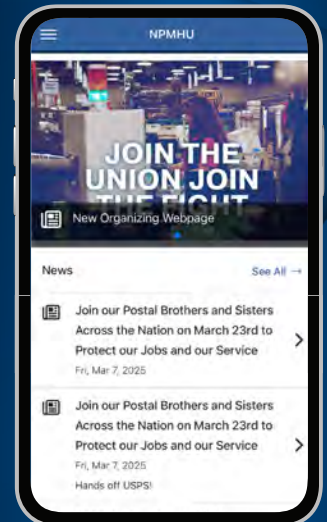 NPMHU
JOIN THE
UNION JOIN
THE FIGHT
New Organizing Webpage
News
See All →
Join our Postal Brothers and Sisters
Across the Nation on March 23rd to
Protect our Jobs and our Service
Fri, Mar 7, 2025
Join our Postal Brothers and Sisters
Across the Nation on March 23rd to
Protect our Jobs and our Service
Fri, Mar 7, 2025
Hands off USPS!